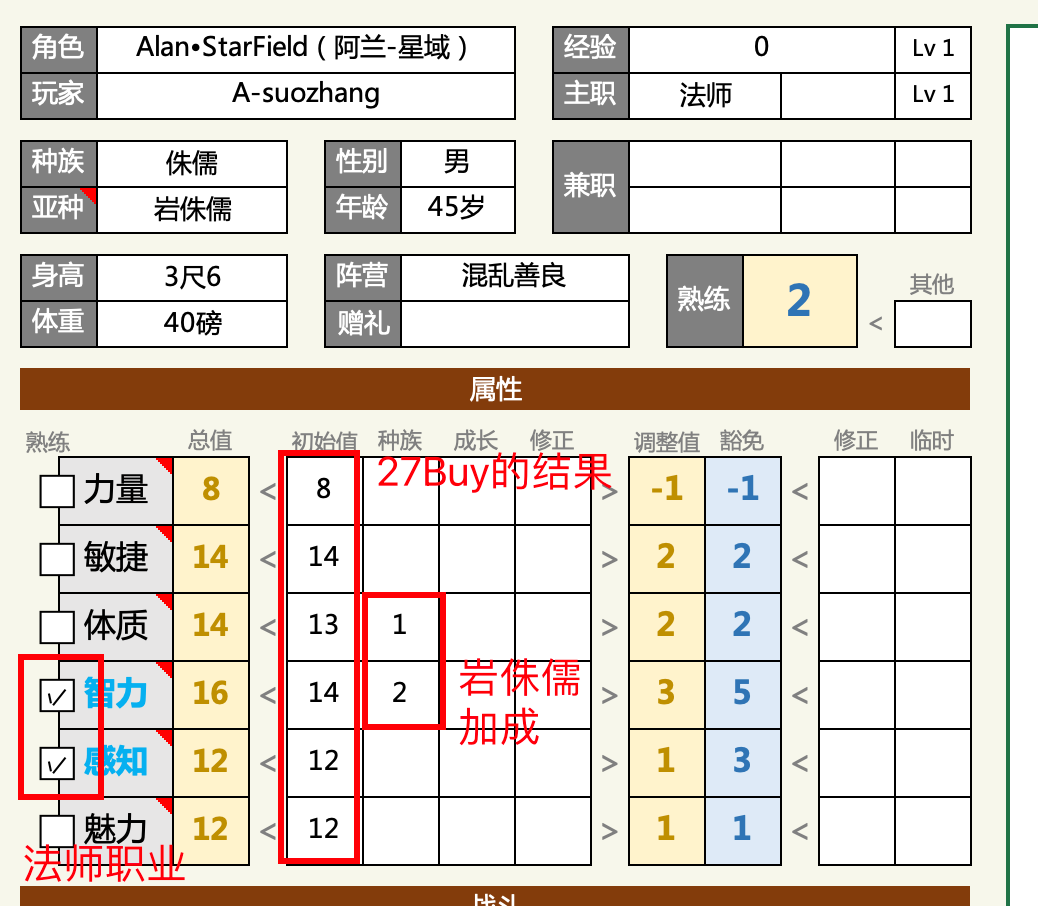 角色 Alan•StarField（阿兰-星域） 经验 0 Lv 1
玩家 A-suozhang 主职 法师 Lv 1
种族 侏儒 性别 男 兼职
亚种 岩侏儒 年龄 45岁
身高 3尺6 阵营 混乱善良 熟练 2 < 其他
体重 40磅 赠礼
属性
熟练 总值 初始值 种族 成长 修正 调整值 豁免 修正 临时
力量 8 < 8 27Buy的结果 > -1 -1 <
敏捷 14 < 14 > 2 2 <
体质 14 < 13 1 > 2 2 <
智力 16 < 14 2 岩侏儒 > 3 5 <
加成
感知 12 < 12 > 1 3 <
魅力 12 < 12 > 1 1 <
法师职业
战斗